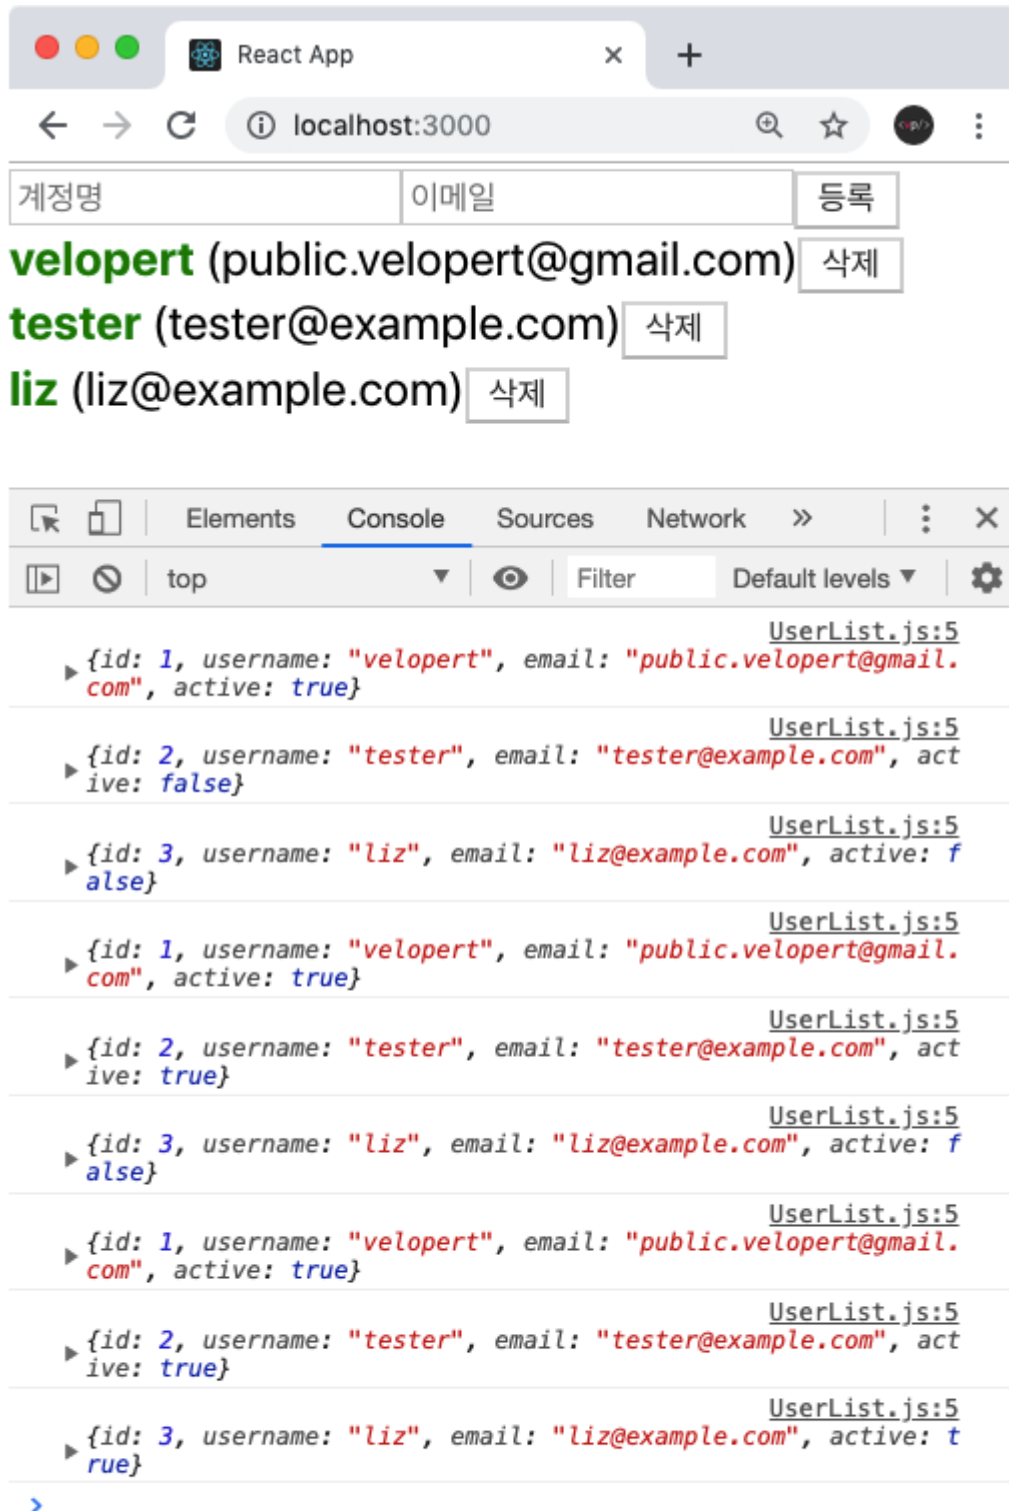 React App
localhost:3000
계정명 이메일 등록
velopert (public.velopert@gmail.com) 삭제
tester (tester@example.com) 삭제
liz (liz@example.com) 삭제
Elements Console Sources Network »
top Filter Default levels ▼
UserList.js:5
{id: 1, username: "velopert", email: "public.velopert@gmail.
com", active: true}
UserList.js:5
{id: 2, username: "tester", email: "tester@example.com", act
ive: false}
UserList.js:5
{id: 3, username: "liz", email: "liz@example.com", active: f
alse}
UserList.js:5
{id: 1, username: "velopert", email: "public.velopert@gmail.
com", active: true}
UserList.js:5
{id: 2, username: "tester", email: "tester@example.com", act
ive: true}
UserList.js:5
{id: 3, username: "liz", email: "liz@example.com", active: f
alse}
UserList.js:5
{id: 1, username: "velopert", email: "public.velopert@gmail.
com", active: true}
UserList.js:5
{id: 2, username: "tester", email: "tester@example.com", act
ive: true}
UserList.js:5
{id: 3, username: "liz", email: "liz@example.com", active: t
rue}